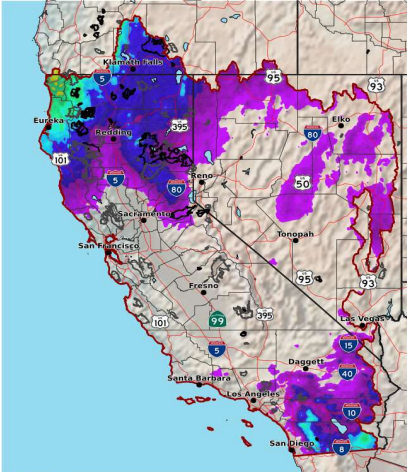 Klamath Falls
5
95
93
Eureka
Redding
395
Elko
80
101
5
80
Reno
50
Sacramento
San Francisco
Tonopah
95
93
Fresno
101
99
395
Las Vegas
5
15
Daggett
40
Santa Barbara
Los Angeles
10
San Diego
8